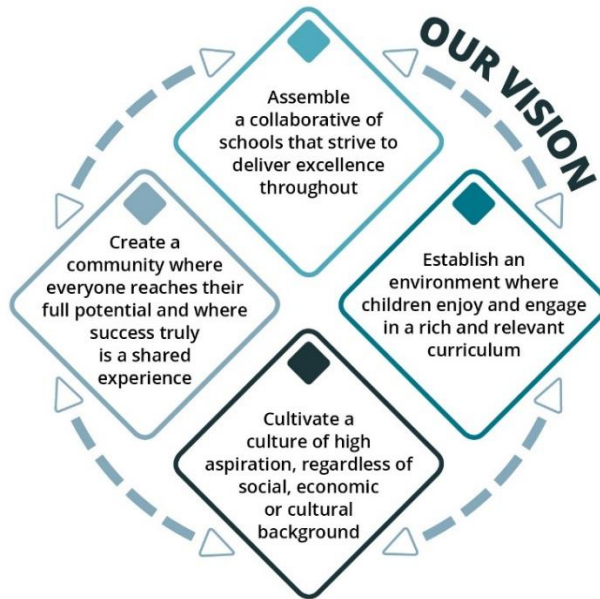 OUR VISION
Assemble
a collaborative of
schools that strive to
deliver excellence
throughout
Create a
community where
everyone reaches their
full potential and where
success truly
is a shared
experience
Establish an
environment where
children enjoy and engage
in a rich and relevant
curriculum
Cultivate a
culture of high
aspiration, regardless of
social, economic
or cultural
background